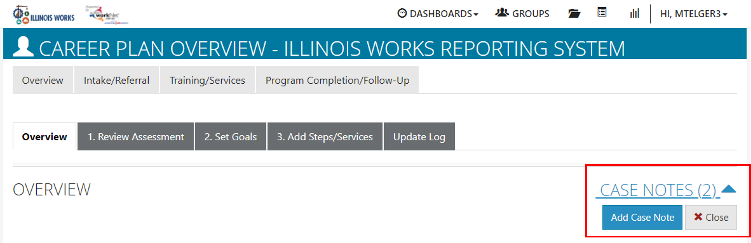 ILLINOIS WORKS
DASHBOARDS GROUPS HI, MTELGER3
CAREER PLAN OVERVIEW - ILLINOIS WORKS REPORTING SYSTEM
Overview Intake/Referral Training/Services Program Completion/Follow-Up
Overview 1. Review Assessment 2. Set Goals 3. Add Steps/Services Update Log
OVERVIEW CASE NOTES (2)
Add Case Note Close